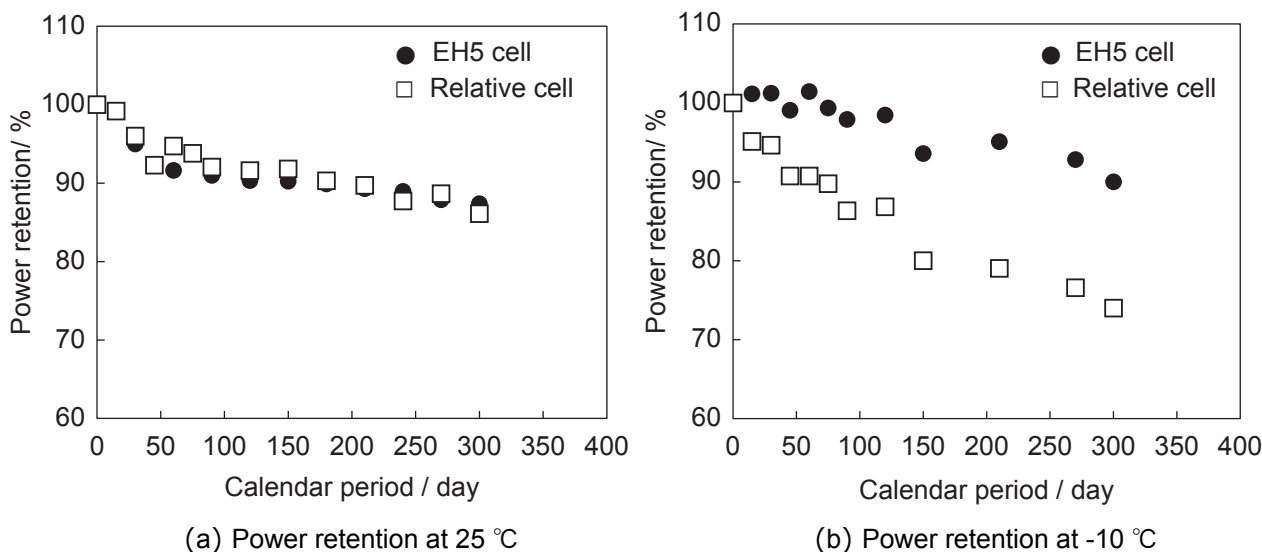 110
100
90
80
70
60
Power retention/ %
EH5 cell
Relative cell
0 50 100 150 200 250 300 350 400
Calendar period / day
(a) Power retention at 25 ℃
110
100
90
80
70
60
Power retention/ %
EH5 cell
Relative cell
0 50 100 150 200 250 300 350 400
Calendar period / day
(b) Power retention at -10 ℃